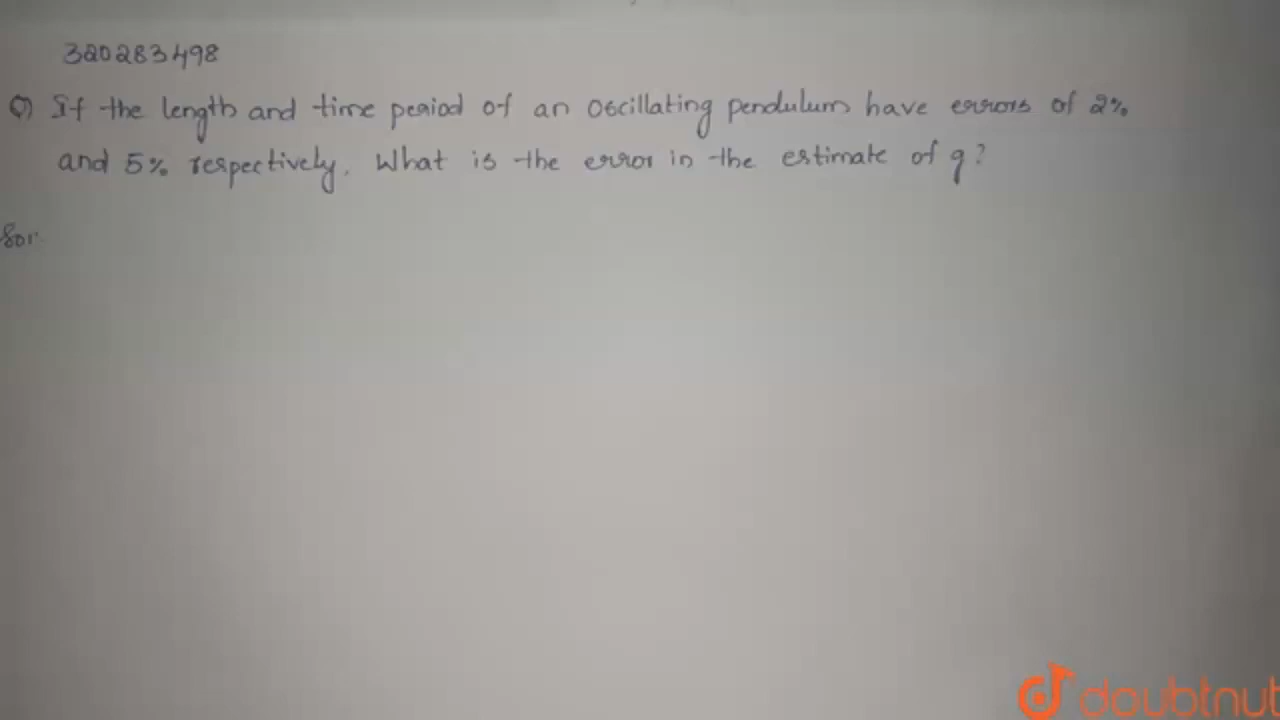 320283498
Q) If the length and time period of an oscillating pendulum have errors of 2%
and 5% respectively. What is the error in the estimate of g?
Sol:
doubtnut